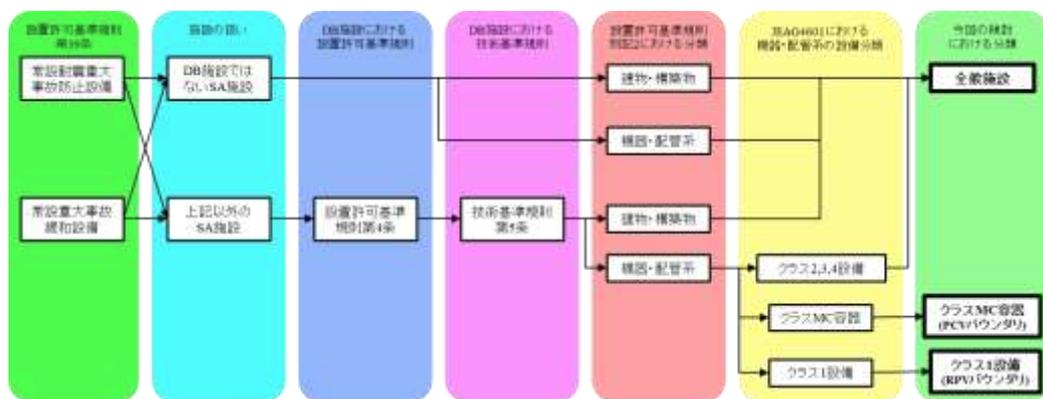 設置許可基準規則
第39条
常設耐震重大
事故防止設備
常設重大事故
緩和設備
施設の扱い
DB施設では
ないSA施設
上記以外の
SA施設
DB施設における
設置許可基準規則
設置許可基準
規則第4条
DB施設における
技術基準規則
技術基準規則
第5条
設置許可基準規則
別記2における分類
建物・構築物
機器・配管系
建物・構築物
機器・配管系
JEAG4601における
機器・配管系の設備分類
クラス2,3,4設備
クラスMC容器
クラス1設備
今回の検討
における分類
全般施設
クラスMC容器
(PCVバウンダリ)
クラス1設備
(RPVバウンダリ)